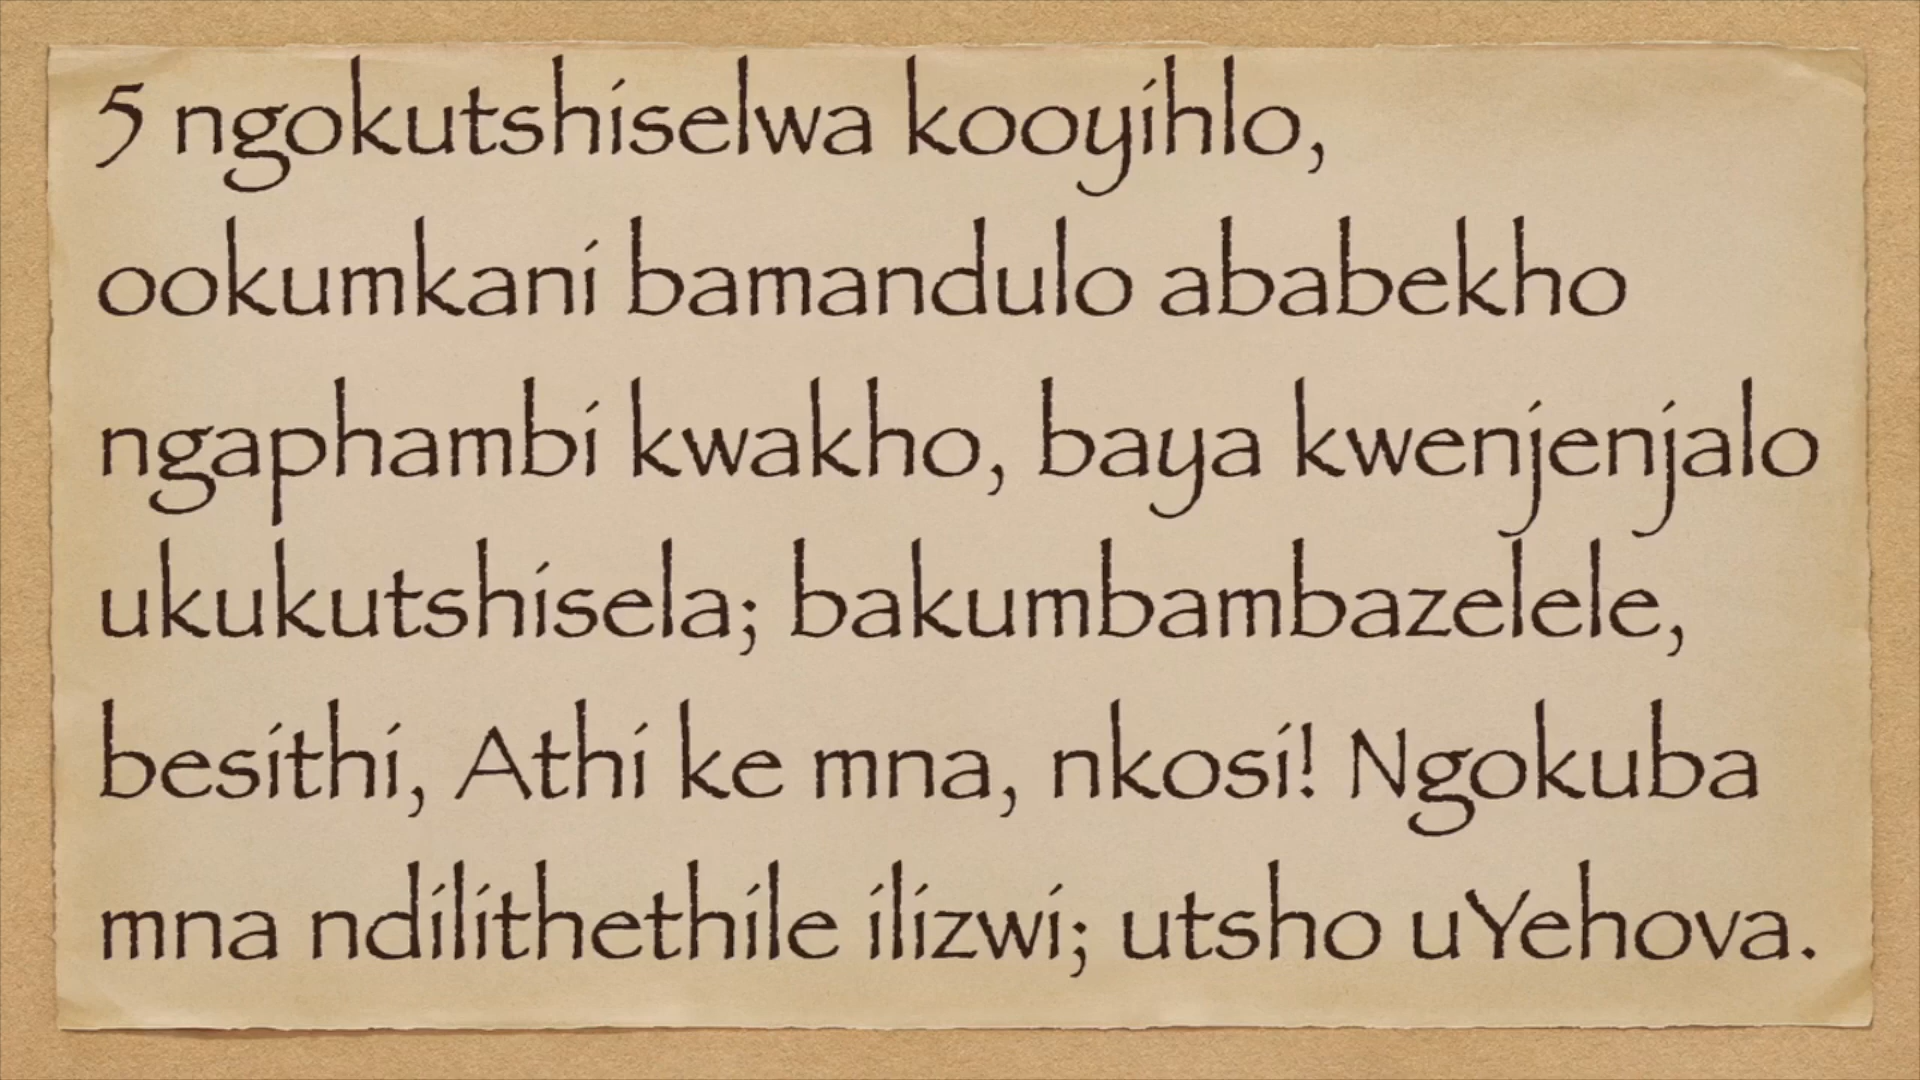 5 ngokutshiselwa kooyihlo,
ookumkani bamandulo ababekho
ngaphambi kwakho, baya kwenjenjalo
ukukutshisela; bakumbambazelele,
besithi, Athi ke mna, nkosi! Ngokuba
mna ndilithethile ilizwi; utsho uYehova.